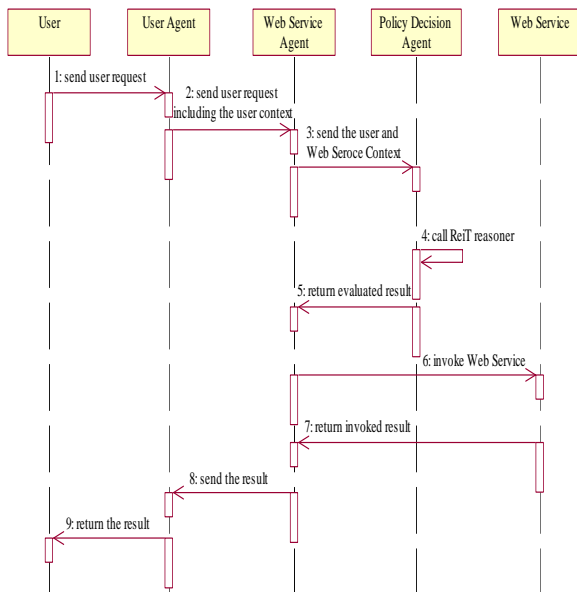 User
User Agent
Web Service
Agent
Policy Decision
Agent
Web Service
1: send user request
2: send user request
including the user context
3: send the user and
Web Seroce Context
4: call ReiT reasoner
5: return evaluated result
6: invoke Web Service
7: return invoked result
8: send the result
9: return the result